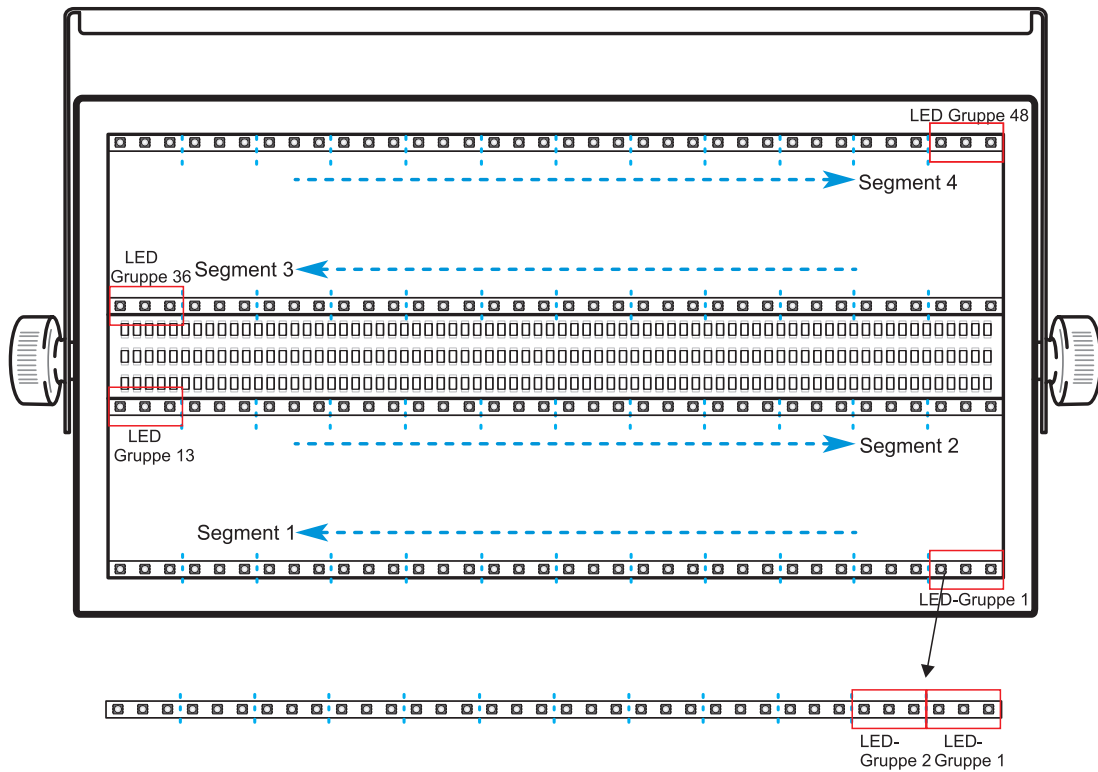 LED Gruppe 48
Segment 4
LED
Gruppe 36
Segment 3
LED
Gruppe 13
Segment 2
Segment 1
LED-Gruppe 1
LED-
Gruppe 2
LED-
Gruppe 1